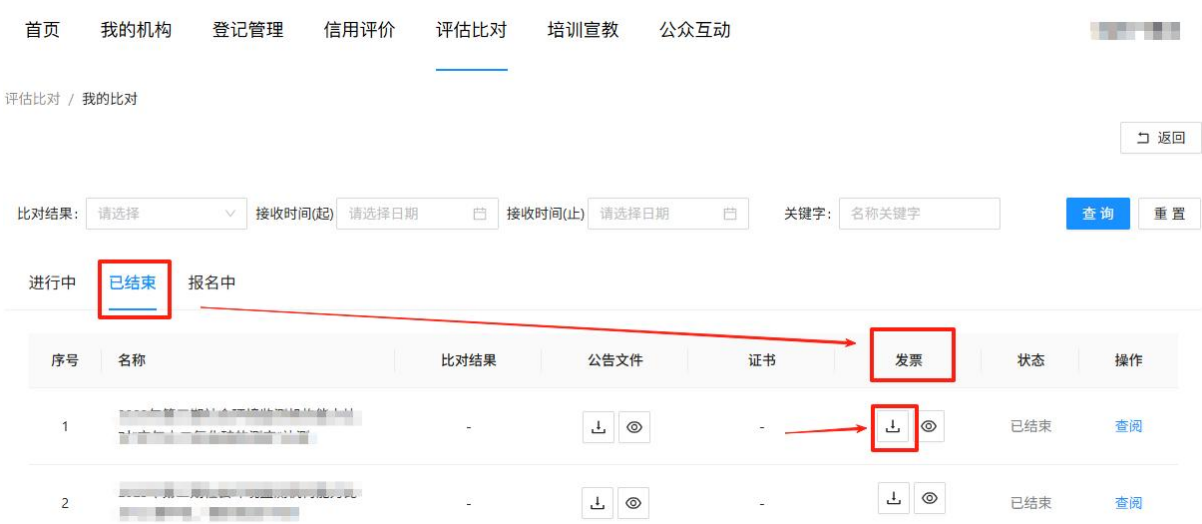 首页 我的机构 登记管理 信用评价 评估比对 培训宣教 公众互动
评估比对 / 我的比对
返回
比对结果: 请选择 接收时间(起) 请选择日期 接收时间(止) 请选择日期 关键字: 名称关键字 查询 重置
进行中 已结束 报名中
序号 名称 比对结果 公告文件 证书 发票 状态 操作
1 - - 已结束 查阅
2 - - 已结束 查阅